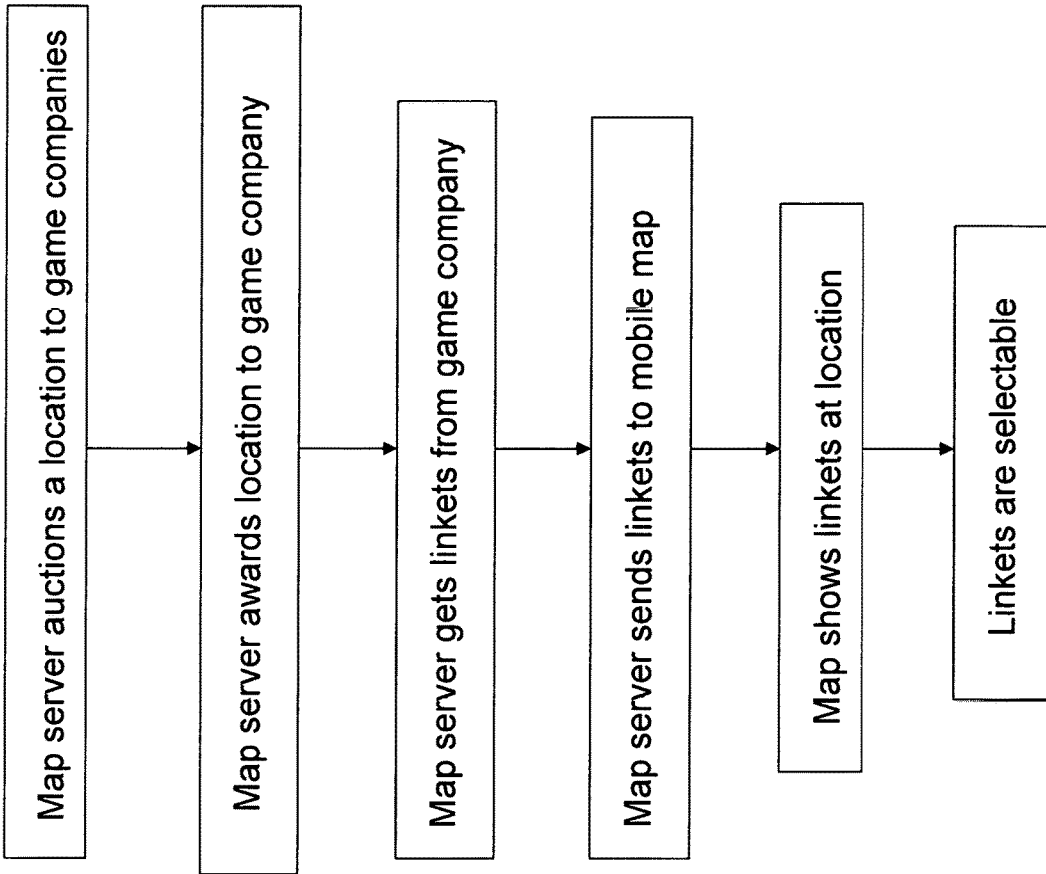 Map server auctions a location to game companies
Map server awards location to game company
Map server gets linkets from game company
Map server sends linkets to mobile map
Map shows linkets at location
Linkets are selectable